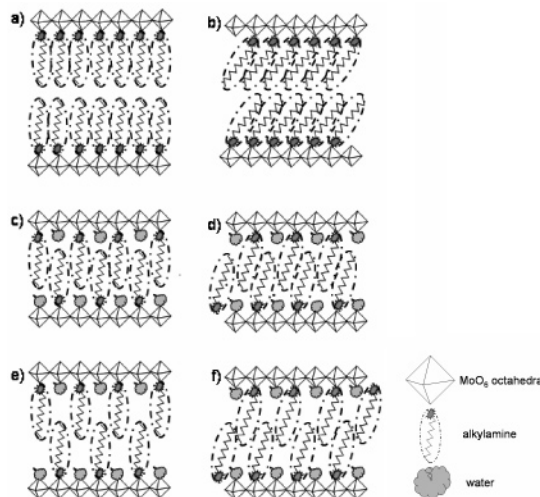 a) b)
c) d)
e) f)
MoO₆ octahedra
alkylamine
water